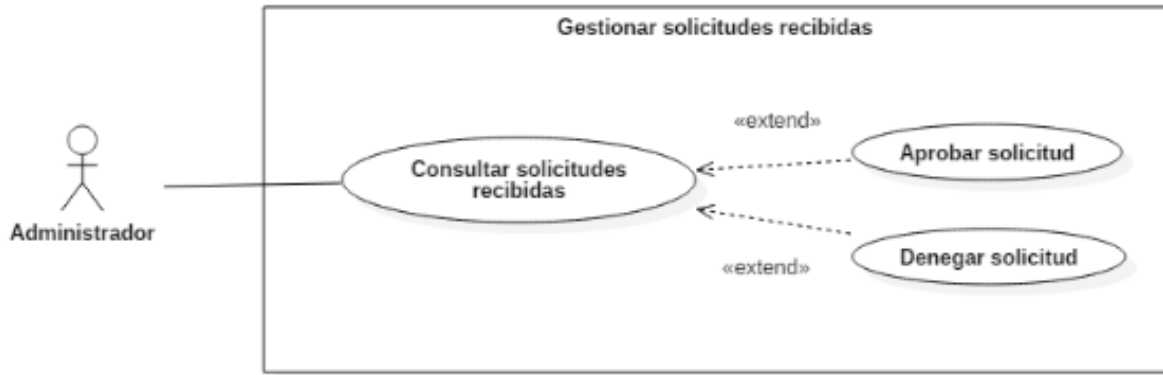 Gestionar solicitudes recibidas
«extend»
Aprobar solicitud
Consultar solicitudes
recibidas
Administrador
Denegar solicitud
«extend»